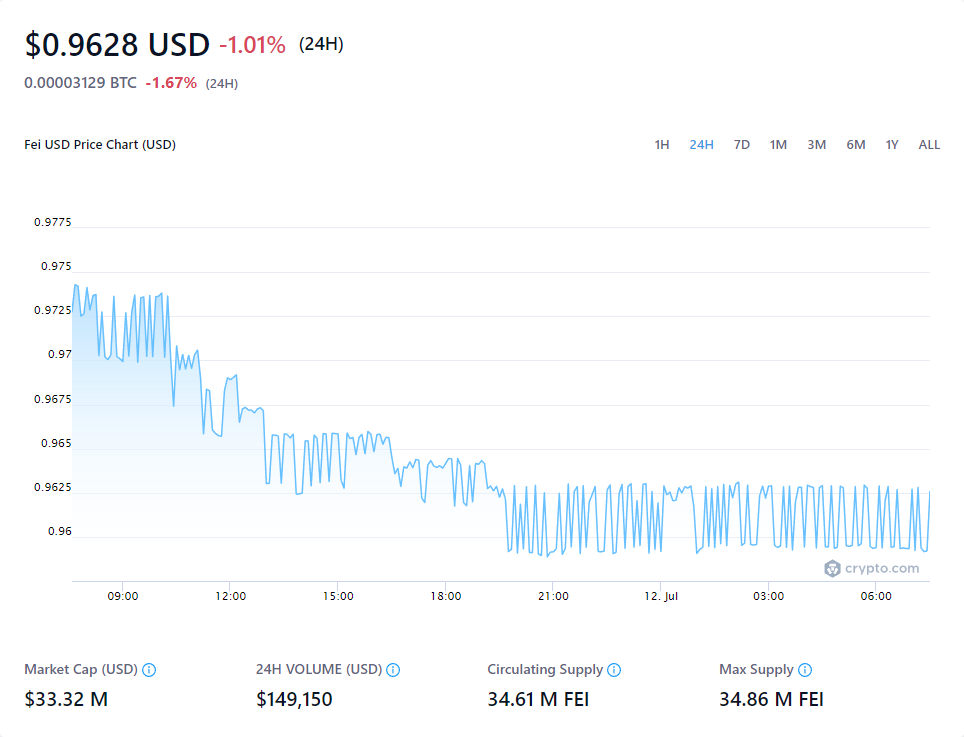 $0.9628 USD -1.01% (24H)
0.00003129 BTC -1.67% (24H)
Fei USD Price Chart (USD) 1H 24H 7D 1M 3M 6M 1Y ALL
0.9775
0.975
0.9725
0.97
0.9675
0.965
0.9625
0.96
crypto.com
09:00 12:00 15:00 18:00 21:00 12. Jul 03:00 06:00
Market Cap (USD) 24H VOLUME (USD) Circulating Supply Max Supply
$33.32 M $149,150 34.61 M FEI 34.86 M FEI